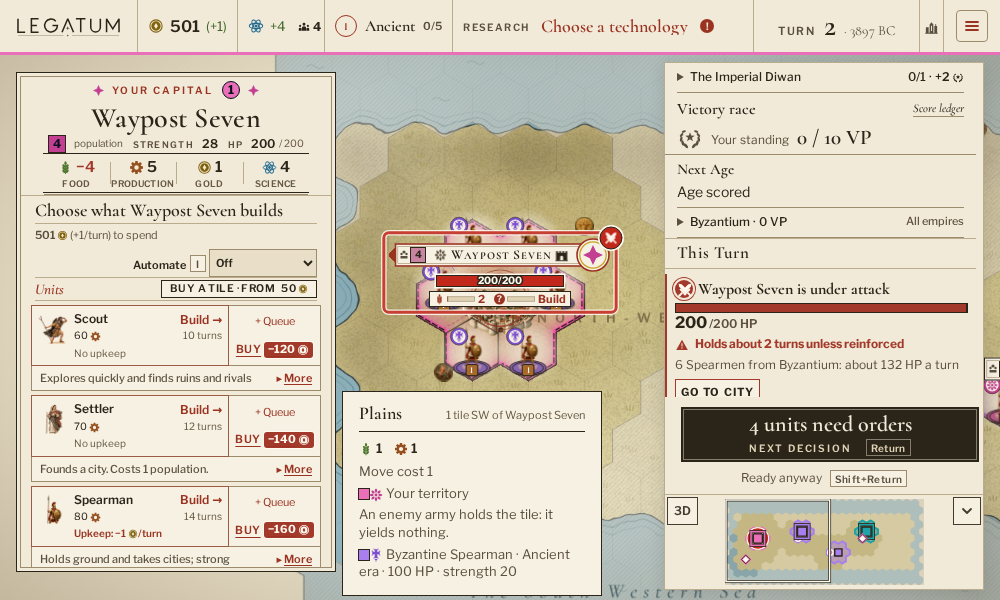 LEGATUM
501 (+1)
+4
4
I Ancient 0/5
RESEARCH Choose a technology !
TURN 2 · 3897 BC
YOUR CAPITAL 1
Waypost Seven
4 population STRENGTH 28 HP 200/200
−4 5 1 4
FOOD PRODUCTION GOLD SCIENCE
Choose what Waypost Seven builds
501 (+1/turn) to spend
Automate I Off
Units
BUY A TILE · FROM 50
Scout Build → + Queue
60 10 turns
No upkeep BUY −120
Explores quickly and finds ruins and rivals ▸ More
Settler Build → + Queue
70 12 turns
No upkeep BUY −140
Founds a city. Costs 1 population. ▸ More
Spearman Build → + Queue
80 14 turns
Upkeep: −1 /turn BUY −160
Holds ground and takes cities; strong ▸ More
4 Waypost Seven
200/200
2 ? Build
NORTH-WE
I I
Plains 1 tile SW of Waypost Seven
1 1
Move cost 1
Your territory
An enemy army holds the tile: it
yields nothing.
Byzantine Spearman · Ancient
era · 100 HP · strength 20
The South Western Sea
The Imperial Diwan 0/1 · +2
Victory race Score ledger
Your standing 0 / 10 VP
Next Age
Age scored
Byzantium · 0 VP All empires
This Turn
Waypost Seven is under attack
200/200 HP
Holds about 2 turns unless reinforced
6 Spearmen from Byzantium: about 132 HP a turn
GO TO CITY
4 units need orders
NEXT DECISION Return
Ready anyway Shift+Return
3D